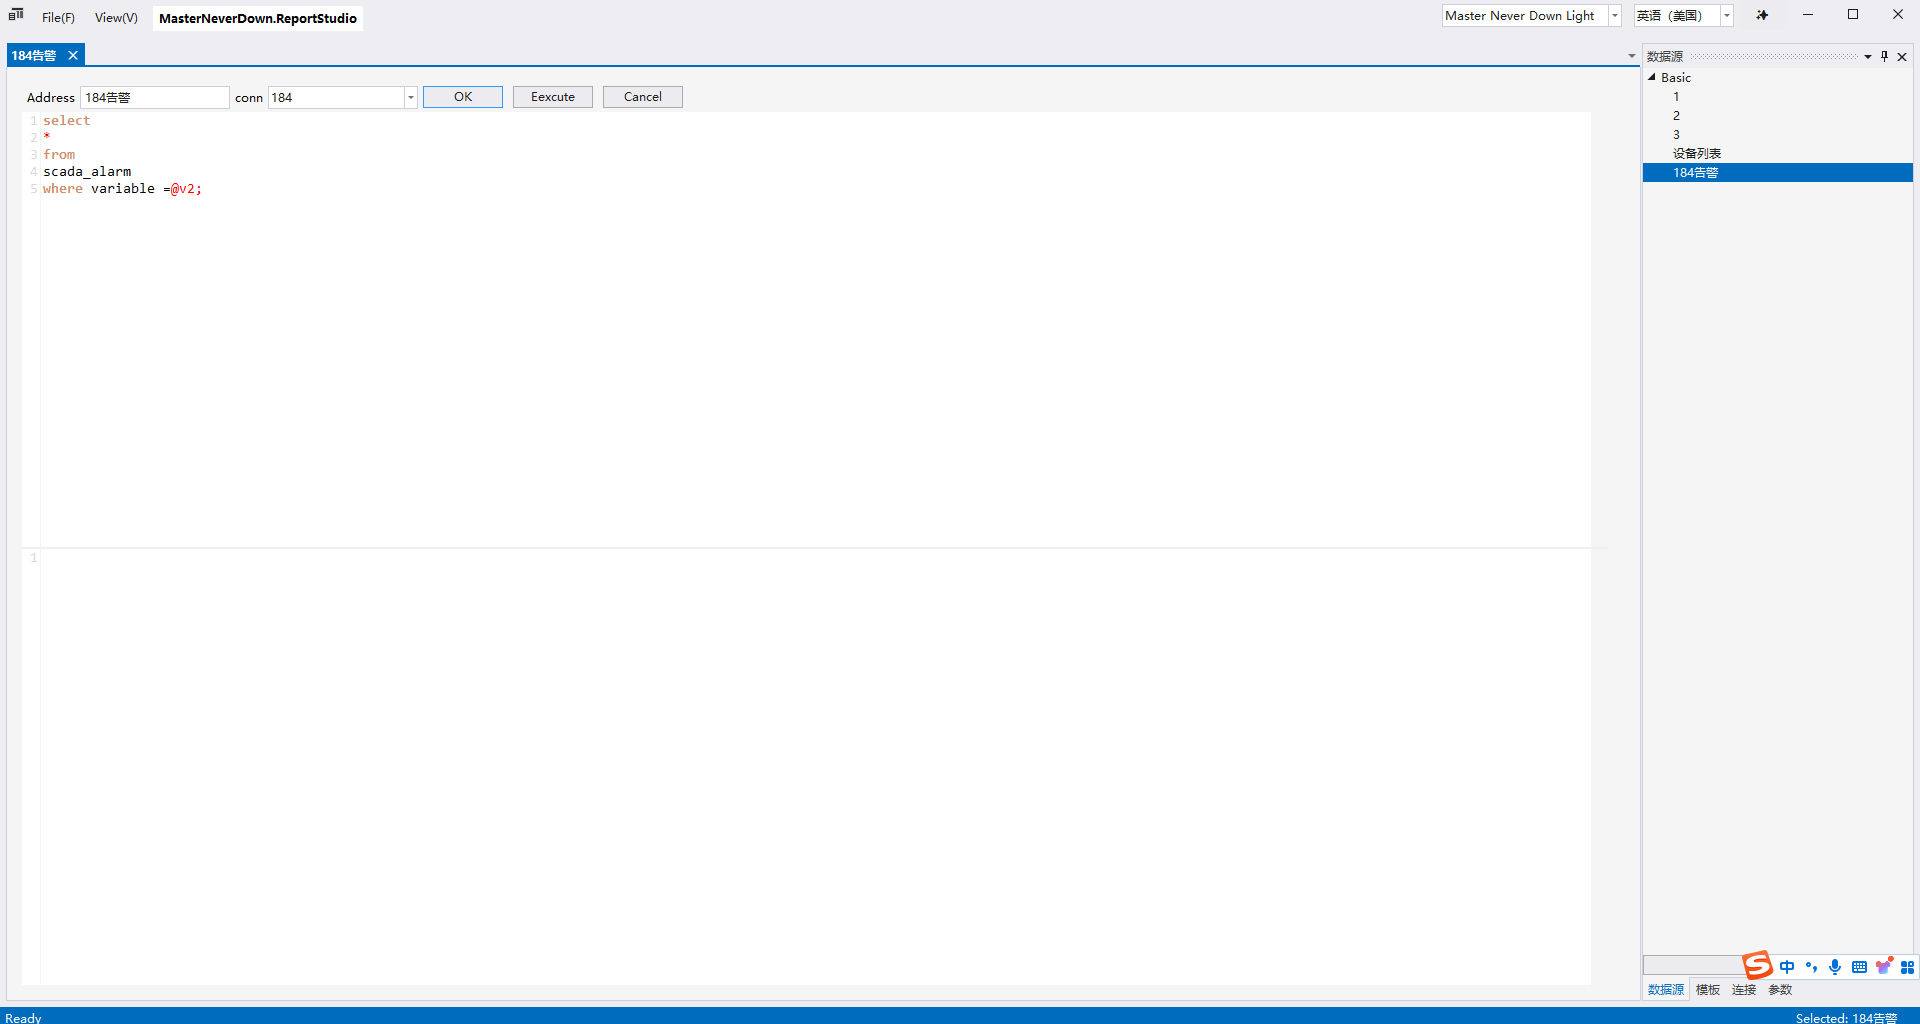 File(F) View(V) MasterNeverDown.ReportStudio Master Never Down Light 英语（美国）
184告警
数据源
Address 184告警 conn 184 OK Eexcute Cancel
1 select
2 *
3 from
4 scada_alarm
5 where variable =@v2;
1
Basic
1
2
3
设备列表
184告警
S 中
数据源 模板 连接 参数
Ready Selected: 184告警